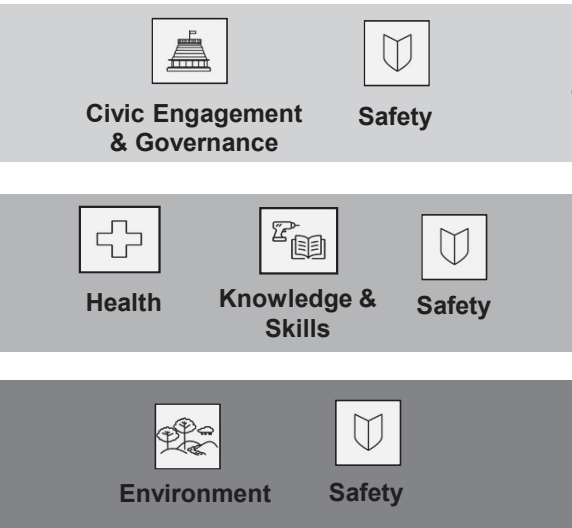 Civic Engagement
& Governance
Safety
Health
Knowledge &
Skills
Safety
Environment
Safety